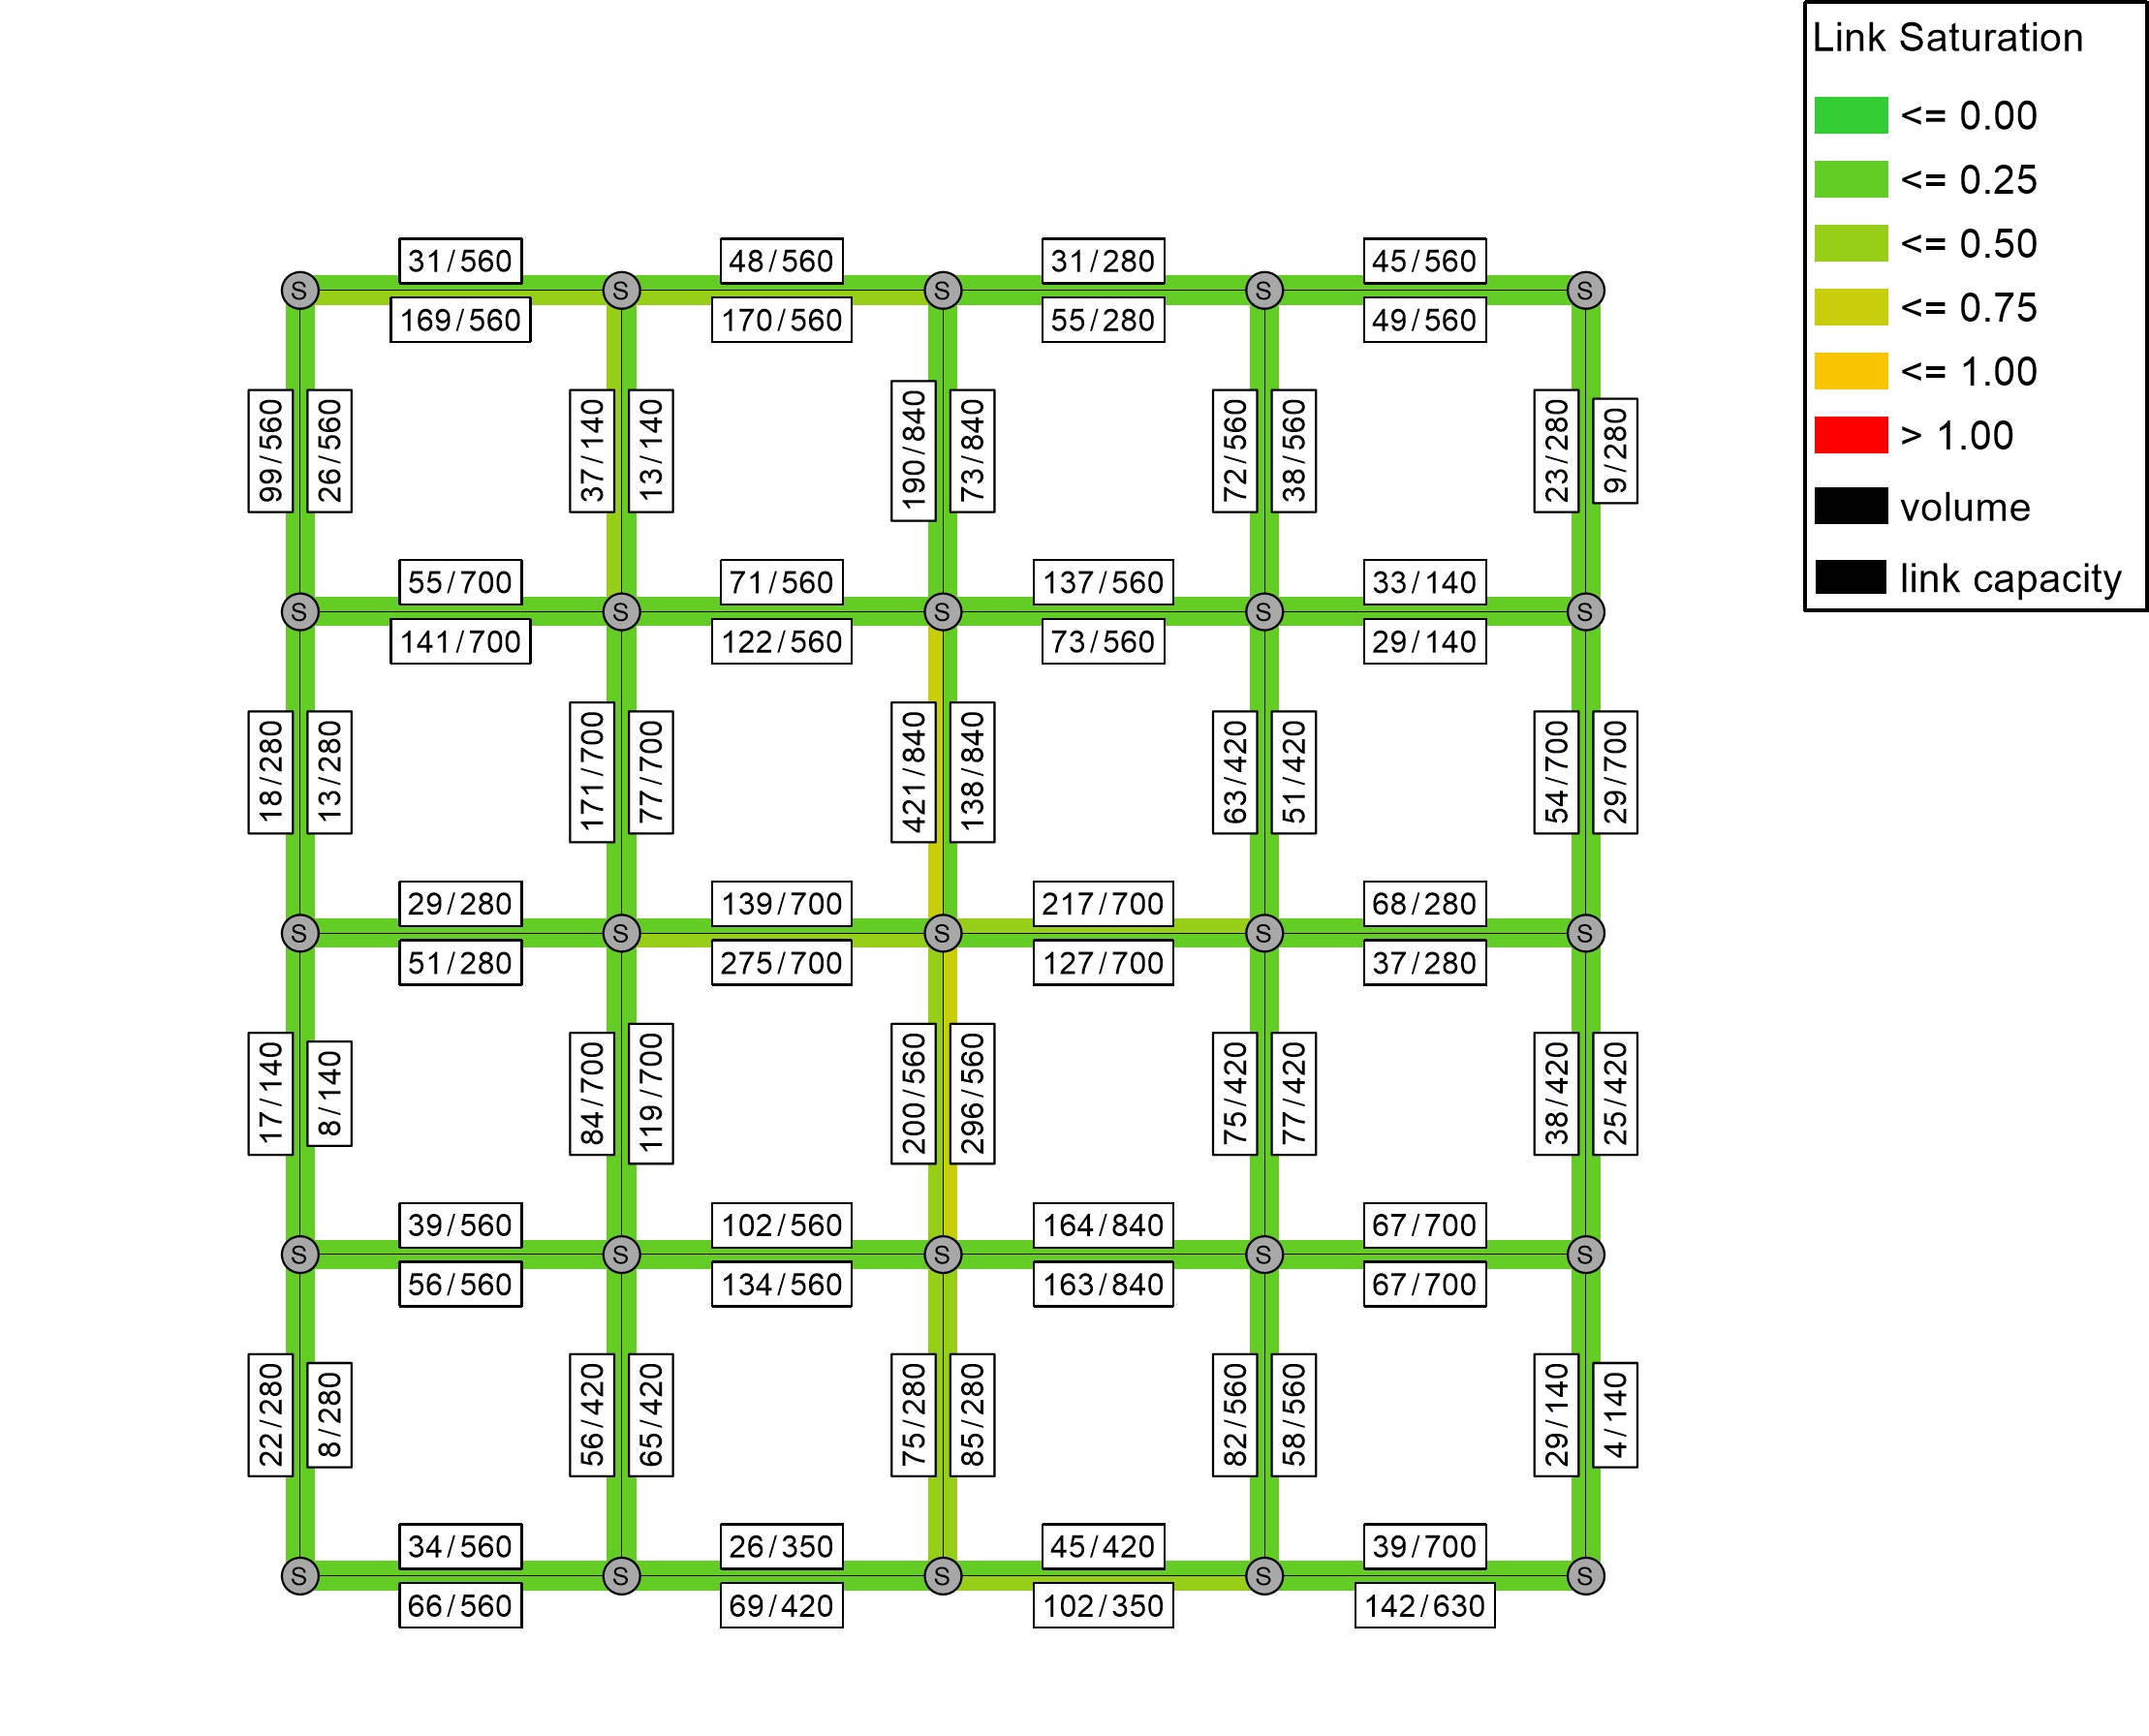 Link Saturation
<= 0.00
<= 0.25
<= 0.50
<= 0.75
<= 1.00
> 1.00
volume
link capacity
31/560 48/560 31/280 45/560
S S S S S
169/560 170/560 55/280 49/560
99/560 26/560 37/140 13/140 190/840 73/840 72/560 38/560 23/280 9/280
55/700 71/560 137/560 33/140
S S S S S
141/700 122/560 73/560 29/140
18/280 13/280 171/700 77/700 421/840 138/840 63/420 51/420 54/700 29/700
29/280 139/700 217/700 68/280
S S S S S
51/280 275/700 127/700 37/280
17/140 8/140 84/700 119/700 200/560 296/560 75/420 77/420 38/420 25/420
39/560 102/560 164/840 67/700
S S S S S
56/560 134/560 163/840 67/700
22/280 8/280 56/420 65/420 75/280 85/280 82/560 58/560 29/140 4/140
34/560 26/350 45/420 39/700
S S S S S
66/560 69/420 102/350 142/630